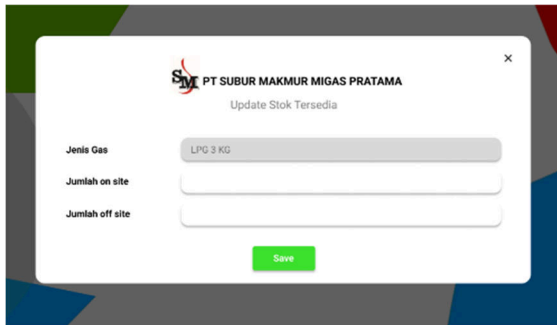 ×
SM PT SUBUR MAKMUR MIGAS PRATAMA
Update Stok Tersedia
Jenis Gas LPG 3 KG
Jumlah on site
Jumlah off site
Save